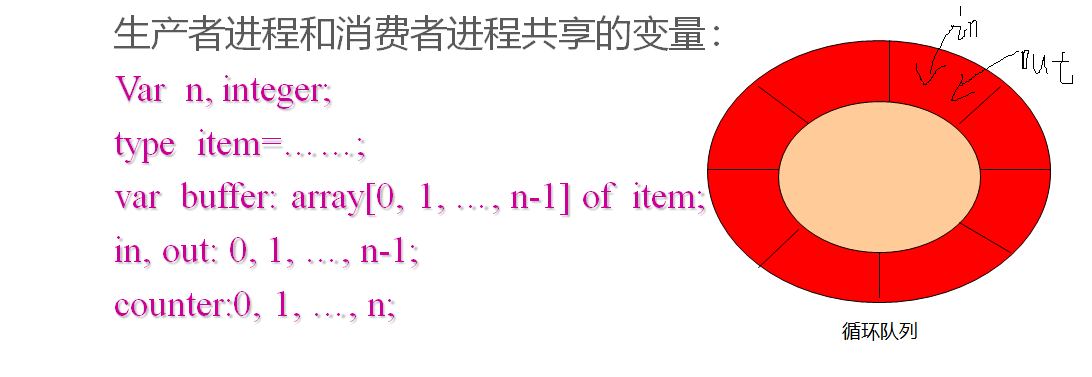 生产者进程和消费者进程共享的变量：
Var n, integer;
type item=……;
var buffer: array[0, 1, …, n-1] of item;
in, out: 0, 1, …, n-1;
counter:0, 1, …, n;
in
out
循环队列